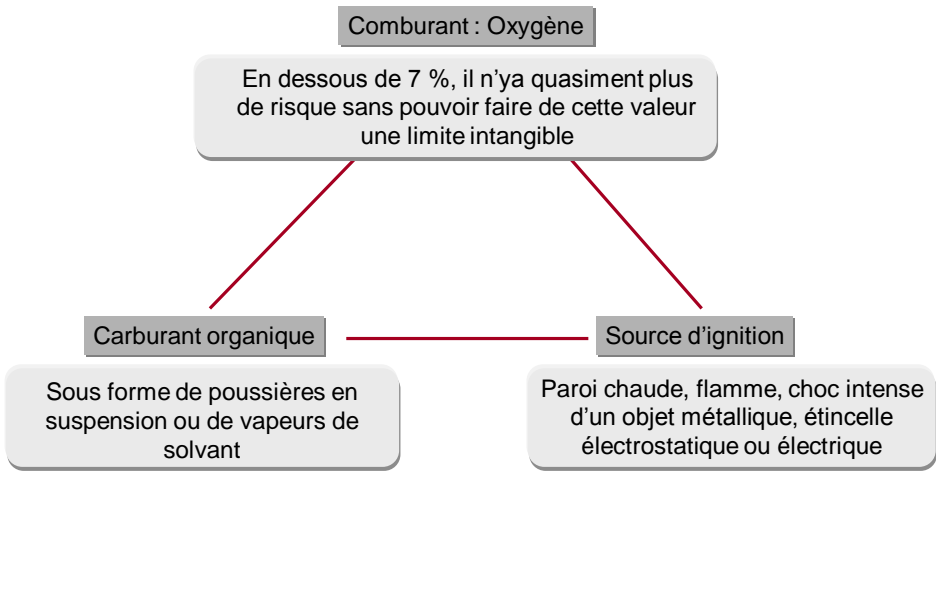 Comburant : Oxygène
En dessous de 7 %, il n’ya quasiment plus
de risque sans pouvoir faire de cette valeur
une limite intangible
Carburant organique
Source d’ignition
Sous forme de poussières en
suspension ou de vapeurs de
solvant
Paroi chaude, flamme, choc intense
d’un objet métallique, étincelle
électrostatique ou électrique